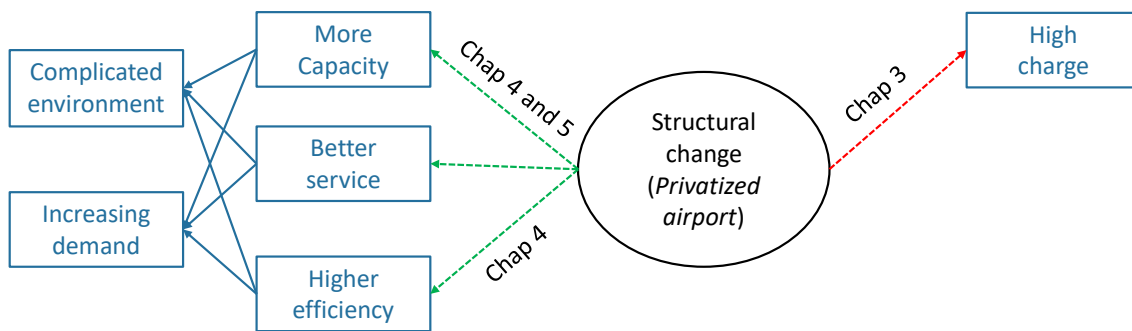 Complicated
environment
Increasing
demand
More
Capacity
Better
service
Higher
efficiency
Chap 4 and 5
Chap 4
Structural
change
(Privatized
airport)
Chap 3
High
charge